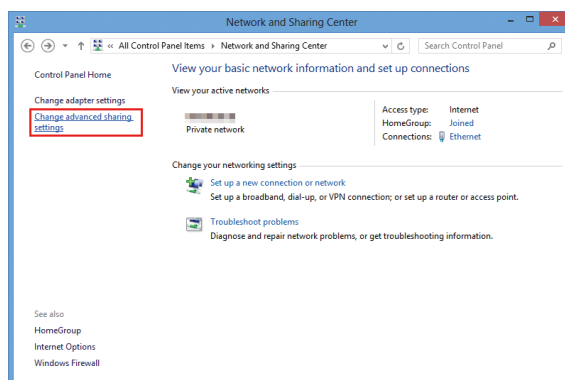 Network and Sharing Center
« All Control Panel Items › Network and Sharing Center
Search Control Panel
Control Panel Home
Change adapter settings
Change advanced sharing
settings
View your basic network information and set up connections
View your active networks
Private network
Access type: Internet
HomeGroup: Joined
Connections: Ethernet
Change your networking settings
Set up a new connection or network
Set up a broadband, dial-up, or VPN connection; or set up a router or access point.
Troubleshoot problems
Diagnose and repair network problems, or get troubleshooting information.
See also
HomeGroup
Internet Options
Windows Firewall